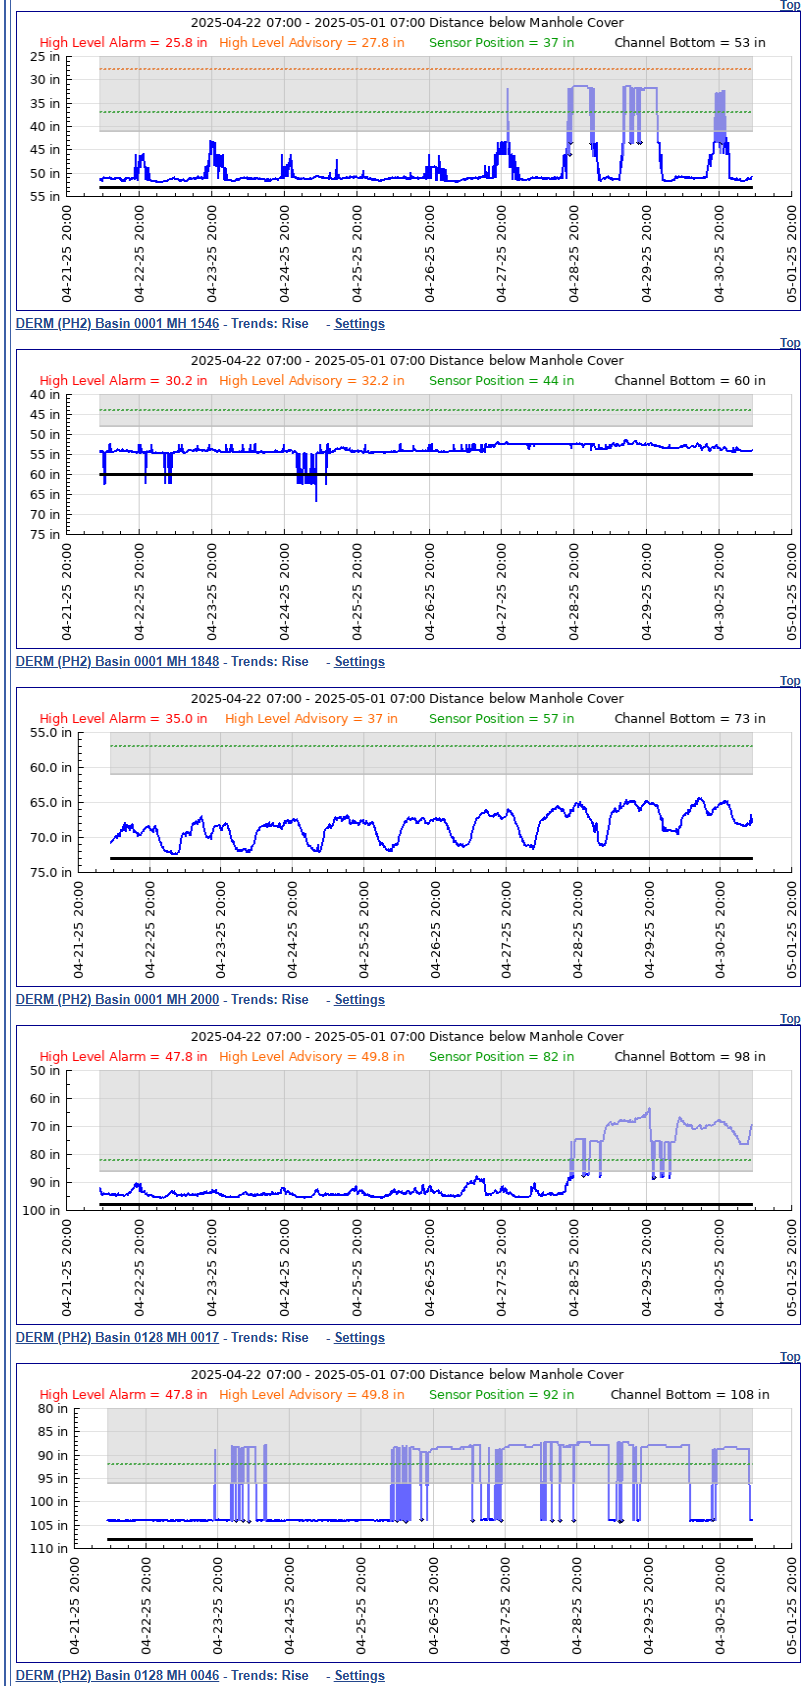 Top
2025-04-22 07:00 - 2025-05-01 07:00 Distance below Manhole Cover
High Level Alarm = 25.8 in High Level Advisory = 27.8 in Sensor Position = 37 in Channel Bottom = 53 in
25 in
30 in
35 in
40 in
45 in
50 in
55 in
04-21-25 20:00
04-22-25 20:00
04-23-25 20:00
04-24-25 20:00
04-25-25 20:00
04-26-25 20:00
04-27-25 20:00
04-28-25 20:00
04-29-25 20:00
04-30-25 20:00
05-01-25 20:00
DERM (PH2) Basin 0001 MH 1546 - Trends: Rise - Settings
Top
2025-04-22 07:00 - 2025-05-01 07:00 Distance below Manhole Cover
High Level Alarm = 30.2 in High Level Advisory = 32.2 in Sensor Position = 44 in Channel Bottom = 60 in
40 in
45 in
50 in
55 in
60 in
65 in
70 in
75 in
04-21-25 20:00
04-22-25 20:00
04-23-25 20:00
04-24-25 20:00
04-25-25 20:00
04-26-25 20:00
04-27-25 20:00
04-28-25 20:00
04-29-25 20:00
04-30-25 20:00
05-01-25 20:00
DERM (PH2) Basin 0001 MH 1848 - Trends: Rise - Settings
Top
2025-04-22 07:00 - 2025-05-01 07:00 Distance below Manhole Cover
High Level Alarm = 35.0 in High Level Advisory = 37 in Sensor Position = 57 in Channel Bottom = 73 in
55.0 in
60.0 in
65.0 in
70.0 in
75.0 in
04-21-25 20:00
04-22-25 20:00
04-23-25 20:00
04-24-25 20:00
04-25-25 20:00
04-26-25 20:00
04-27-25 20:00
04-28-25 20:00
04-29-25 20:00
04-30-25 20:00
05-01-25 20:00
DERM (PH2) Basin 0001 MH 2000 - Trends: Rise - Settings
Top
2025-04-22 07:00 - 2025-05-01 07:00 Distance below Manhole Cover
High Level Alarm = 47.8 in High Level Advisory = 49.8 in Sensor Position = 82 in Channel Bottom = 98 in
50 in
60 in
70 in
80 in
90 in
100 in
04-21-25 20:00
04-22-25 20:00
04-23-25 20:00
04-24-25 20:00
04-25-25 20:00
04-26-25 20:00
04-27-25 20:00
04-28-25 20:00
04-29-25 20:00
04-30-25 20:00
05-01-25 20:00
DERM (PH2) Basin 0128 MH 0017 - Trends: Rise - Settings
Top
2025-04-22 07:00 - 2025-05-01 07:00 Distance below Manhole Cover
High Level Alarm = 47.8 in High Level Advisory = 49.8 in Sensor Position = 92 in Channel Bottom = 108 in
80 in
85 in
90 in
95 in
100 in
105 in
110 in
04-21-25 20:00
04-22-25 20:00
04-23-25 20:00
04-24-25 20:00
04-25-25 20:00
04-26-25 20:00
04-27-25 20:00
04-28-25 20:00
04-29-25 20:00
04-30-25 20:00
05-01-25 20:00
DERM (PH2) Basin 0128 MH 0046 - Trends: Rise - Settings